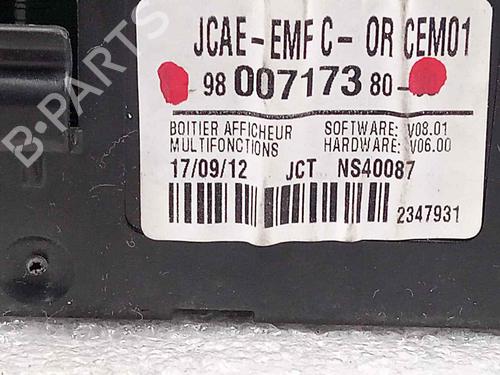 JCAE-EMF C- OR CEM01
98 007173 80-
BOITIER AFFICHEUR SOFTWARE: V08.01
MULTIFONCTIONS HARDWARE: V06.00
17/09/12 JCT NS40087
2347931
B-PARTS